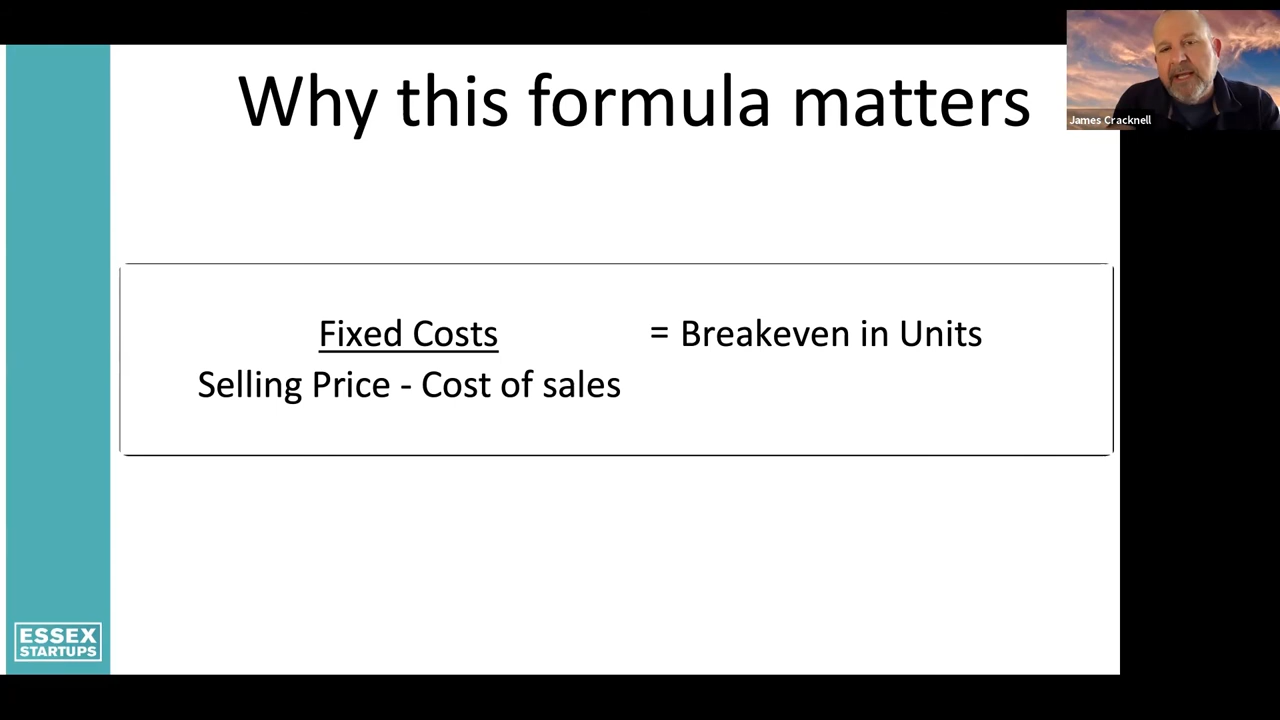 Why this formula matters
James Cracknell
Fixed Costs = Breakeven in Units
Selling Price - Cost of sales
ESSEX
STARTUPS